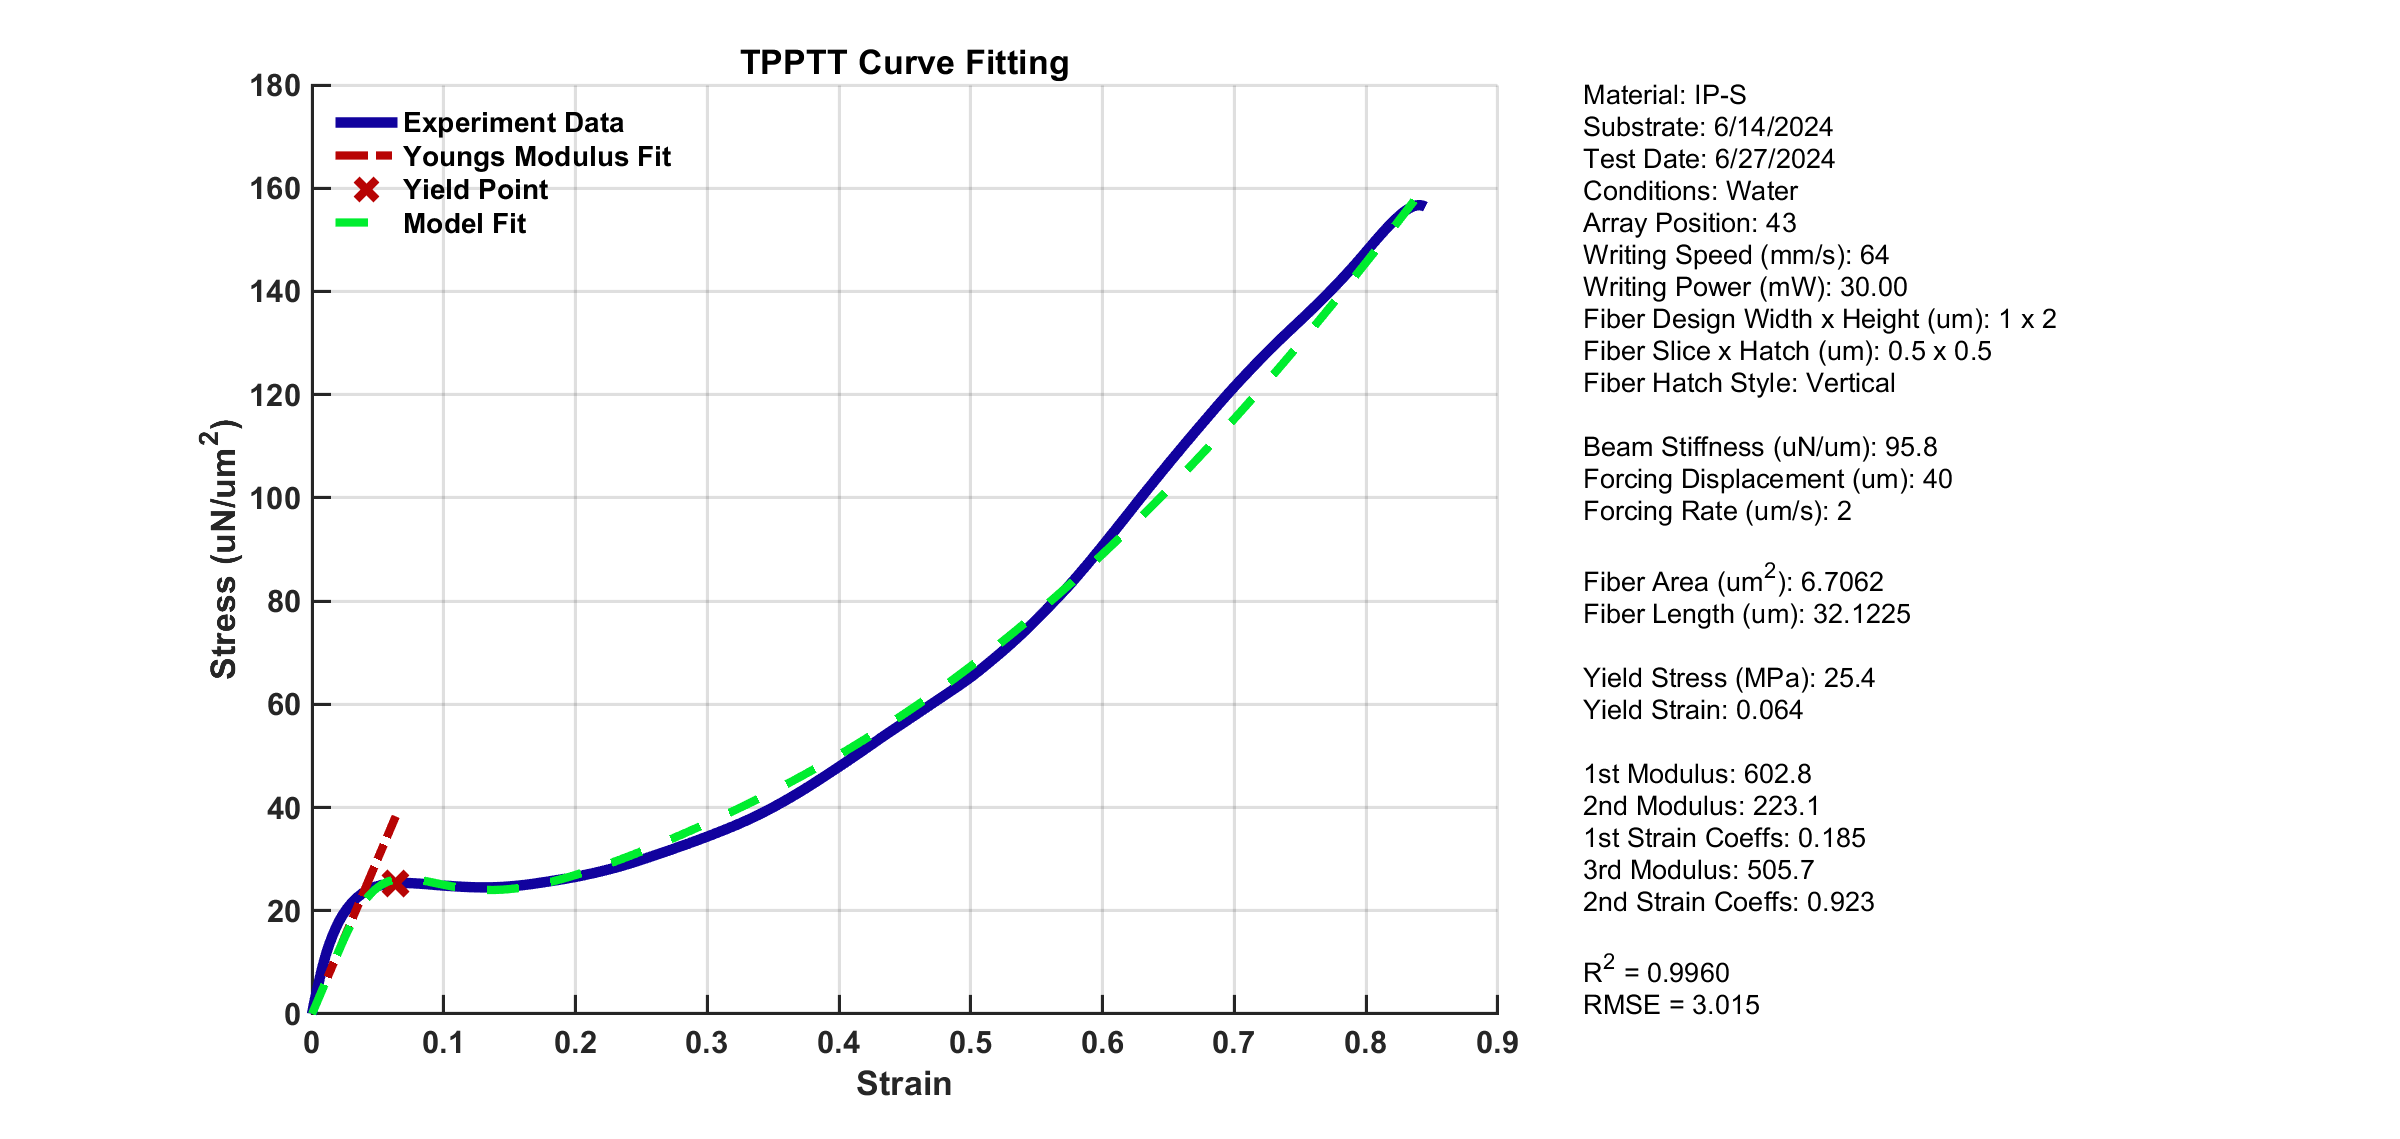 TPPTT Curve Fitting
180
160
140
120
100
80
60
40
20
0
Stress (uN/um²)
Experiment Data
Youngs Modulus Fit
Yield Point
Model Fit
0 0.1 0.2 0.3 0.4 0.5 0.6 0.7 0.8 0.9
Strain
Material: IP-S
Substrate: 6/14/2024
Test Date: 6/27/2024
Conditions: Water
Array Position: 43
Writing Speed (mm/s): 64
Writing Power (mW): 30.00
Fiber Design Width x Height (um): 1 x 2
Fiber Slice x Hatch (um): 0.5 x 0.5
Fiber Hatch Style: Vertical
Beam Stiffness (uN/um): 95.8
Forcing Displacement (um): 40
Forcing Rate (um/s): 2
Fiber Area (um²): 6.7062
Fiber Length (um): 32.1225
Yield Stress (MPa): 25.4
Yield Strain: 0.064
1st Modulus: 602.8
2nd Modulus: 223.1
1st Strain Coeffs: 0.185
3rd Modulus: 505.7
2nd Strain Coeffs: 0.923
R² = 0.9960
RMSE = 3.015